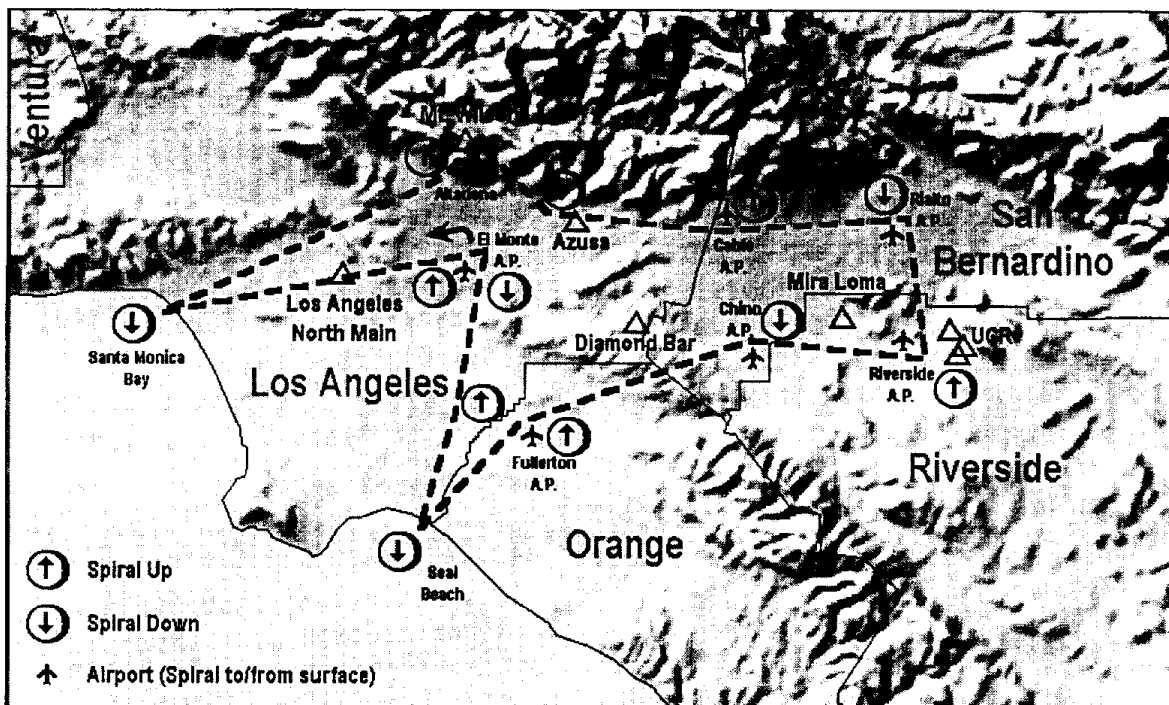 Ventura
Altadena
El Monte
A.P.
Azusa
Cable
A.P.
Rialto
A.P.
San
Bernardino
Los Angeles
North Main
Santa Monica
Bay
Mira Loma
Chino
A.P.
Diamond Bar
UCR
Riverside
A.P.
Los Angeles
Fullerton
A.P.
Riverside
Orange
Seal
Beach
Spiral Up
Spiral Down
Airport (Spiral to/from surface)